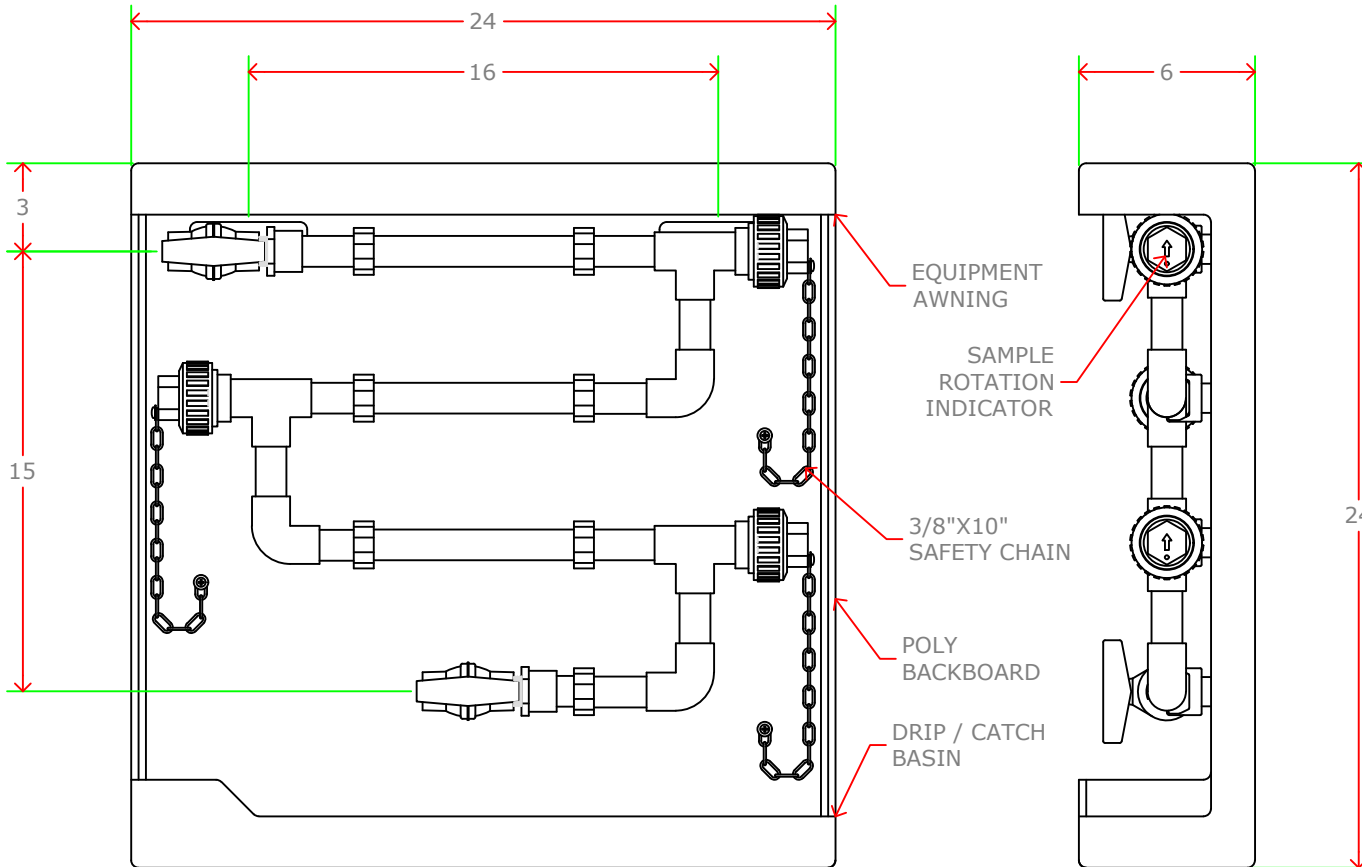 24
16
6
3
EQUIPMENT
AWNING
SAMPLE
ROTATION
INDICATOR
15
3/8"X10"
SAFETY CHAIN
24
POLY
BACKBOARD
DRIP / CATCH
BASIN